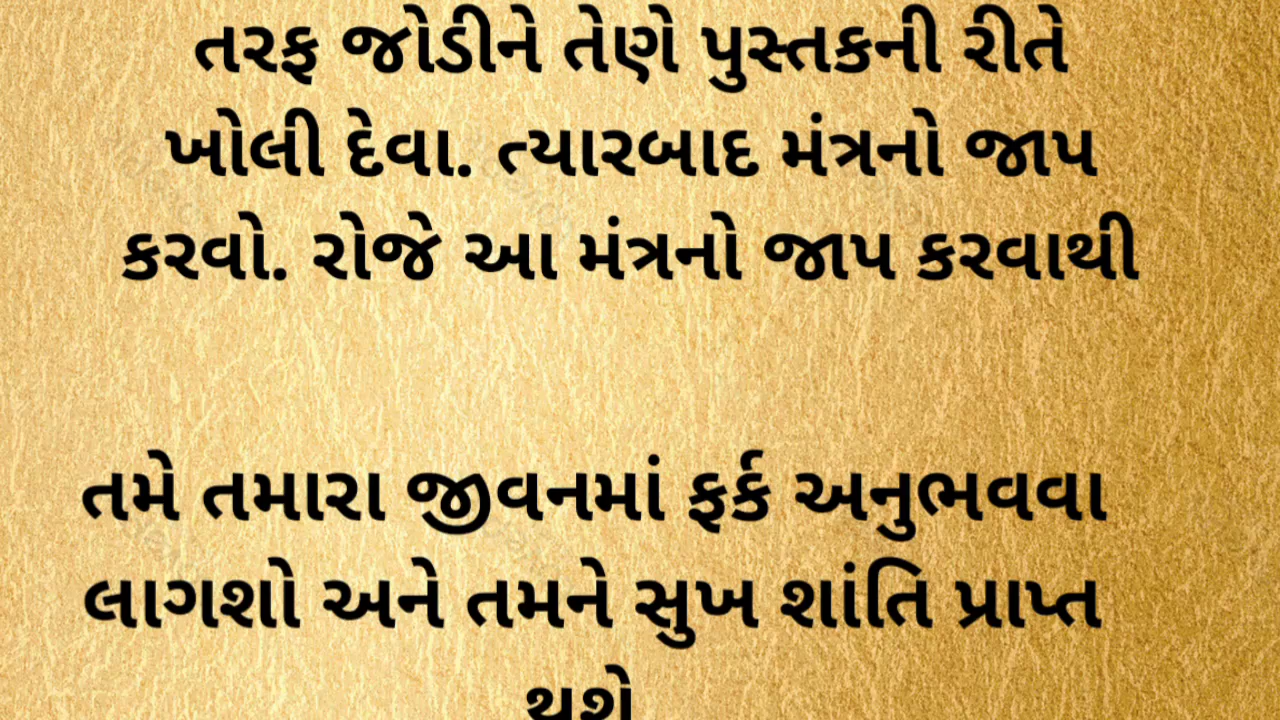 તરફ જોડીને તેણે પુસ્તકની રીતે
ખોલી દેવા. ત્યારબાદ મંત્રનો જાપ
કરવો. રોજે આ મંત્રનો જાપ કરવાથી
તમે તમારા જીવનમાં ફર્ક અનુભવવા
લાગશો અને તમને સુખ શાંતિ પ્રાપ્ત
થશે